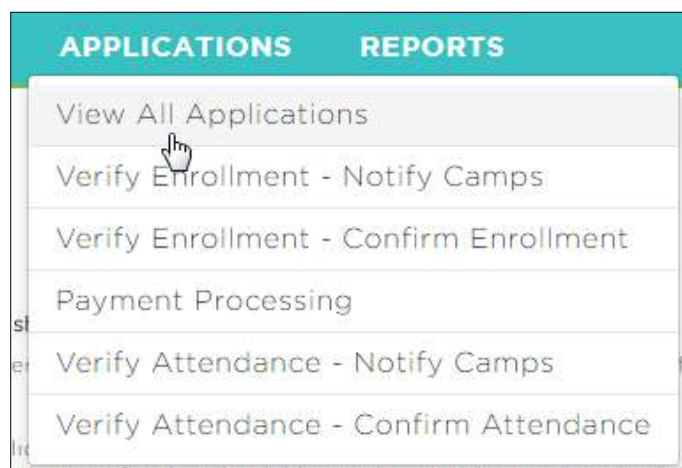 APPLICATIONS REPORTS
View All Applications
Verify Enrollment - Notify Camps
Verify Enrollment - Confirm Enrollment
Payment Processing
Verify Attendance - Notify Camps
Verify Attendance - Confirm Attendance